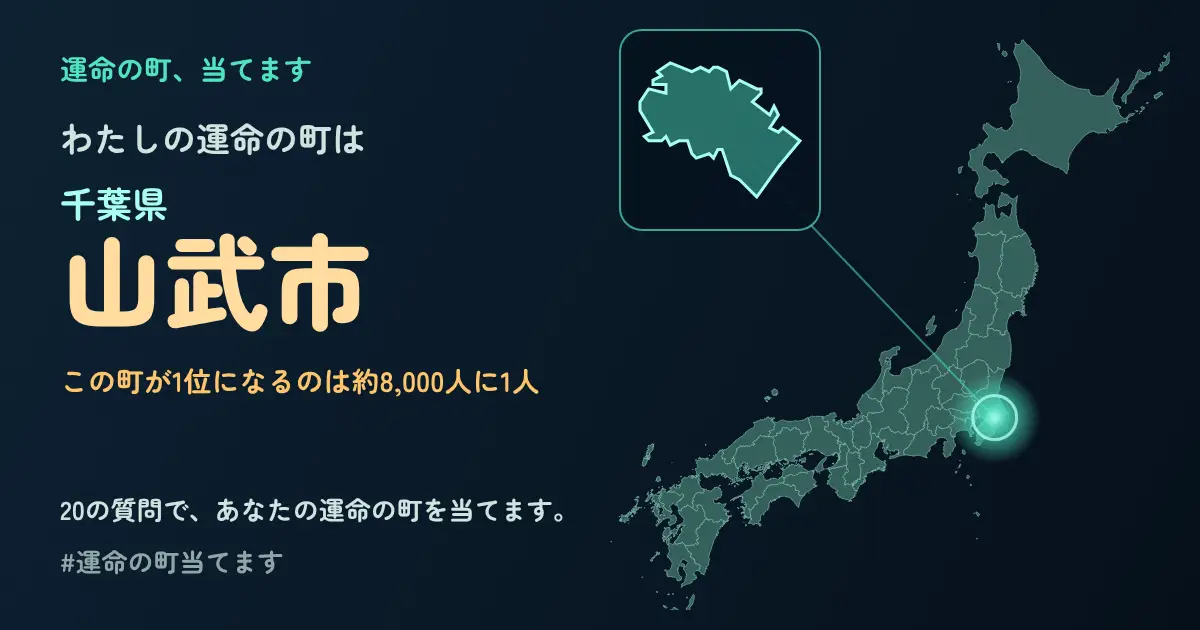 運命の町、当てます
わたしの運命の町は
千葉県
山武市
この町が1位になるのは約8,000人に1人
20の質問で、あなたの運命の町を当てます。
#運命の町当てます